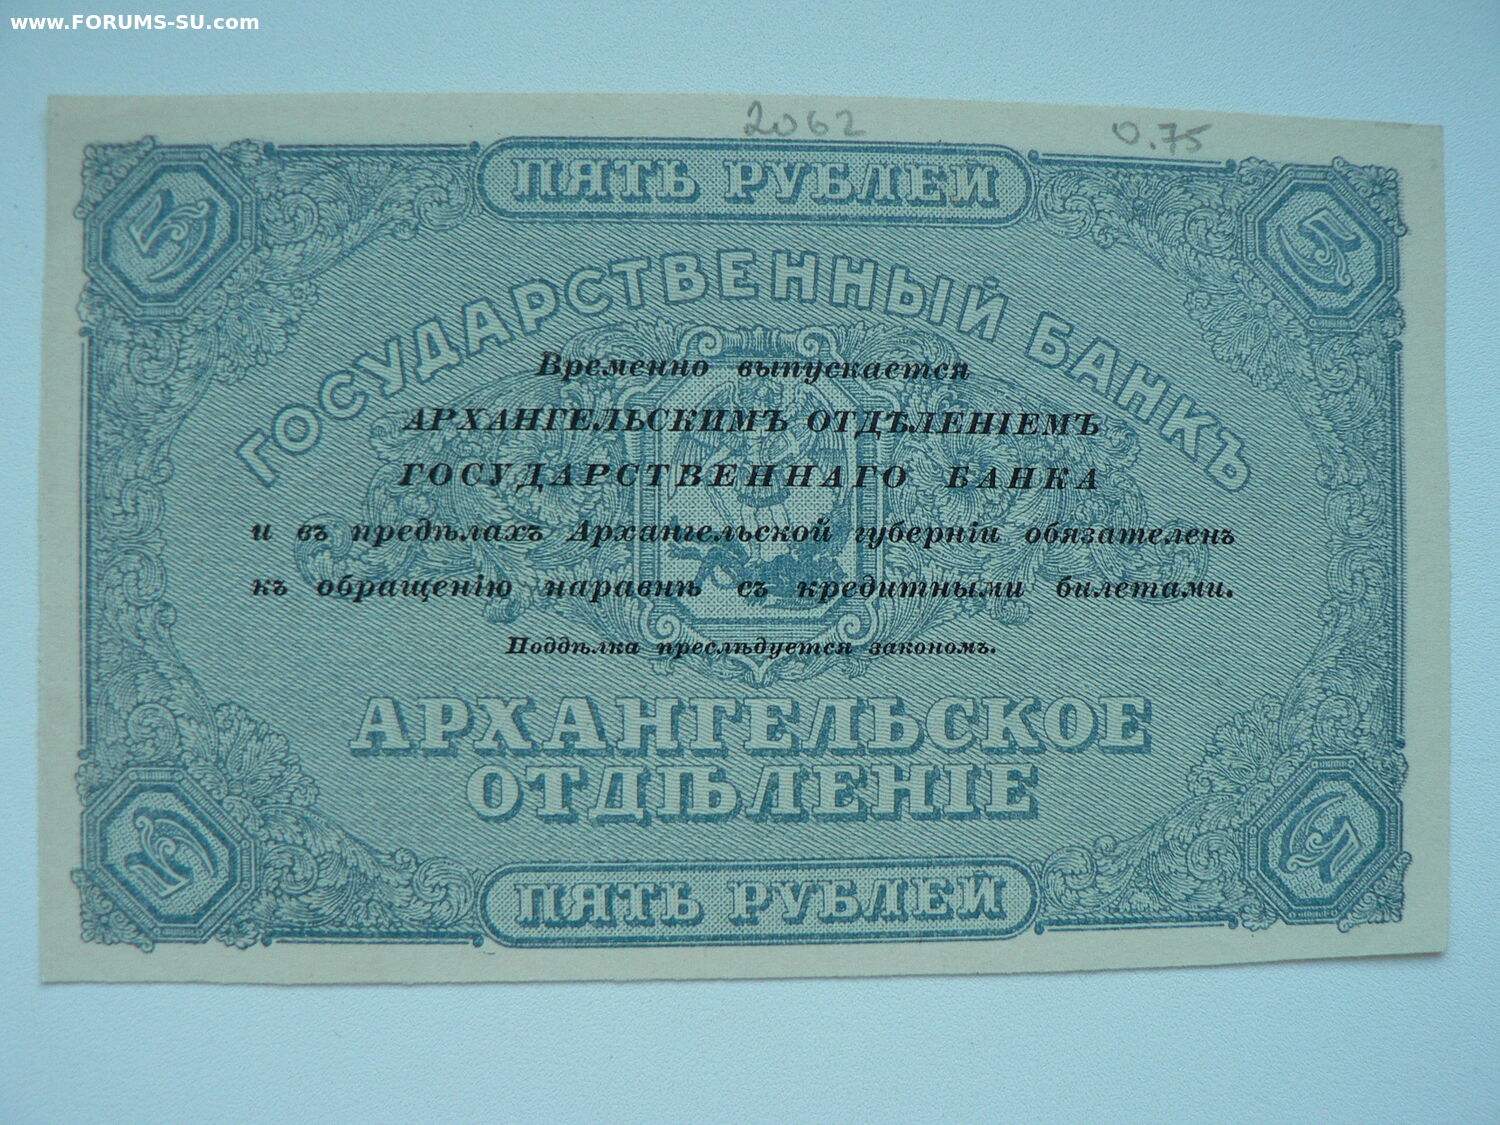 www.FORUMS-SU.com
2062
0.75
ПЯТЬ РУБЛЕЙ
5
5
ГОСУДАРСТВЕННЫЙ БАНКЪ
Временно выпускается
АРХАНГЕЛЬСКИМЪ ОТДѢЛЕНІЕМЪ
ГОСУДАРСТВЕННАГО БАНКА
и въ предѣлахъ Архангельской губерніи обязателенъ
къ обращенію наравнѣ съ кредитными билетами.
Поддѣлка преслѣдуется закономъ.
АРХАНГЕЛЬСКОЕ
ОТДѢЛЕНІЕ
5
5
ПЯТЬ РУБЛЕЙ